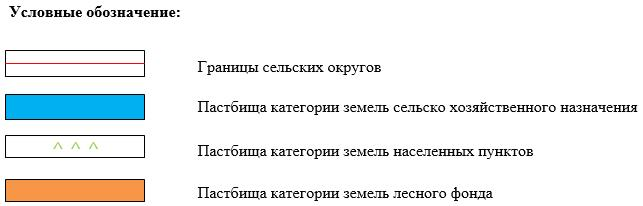 Условные обозначение:
Границы сельских округов
Пастбища категории земель сельско хозяйственного назначения
Пастбища категории земель населенных пунктов
Пастбища категории земель лесного фонда